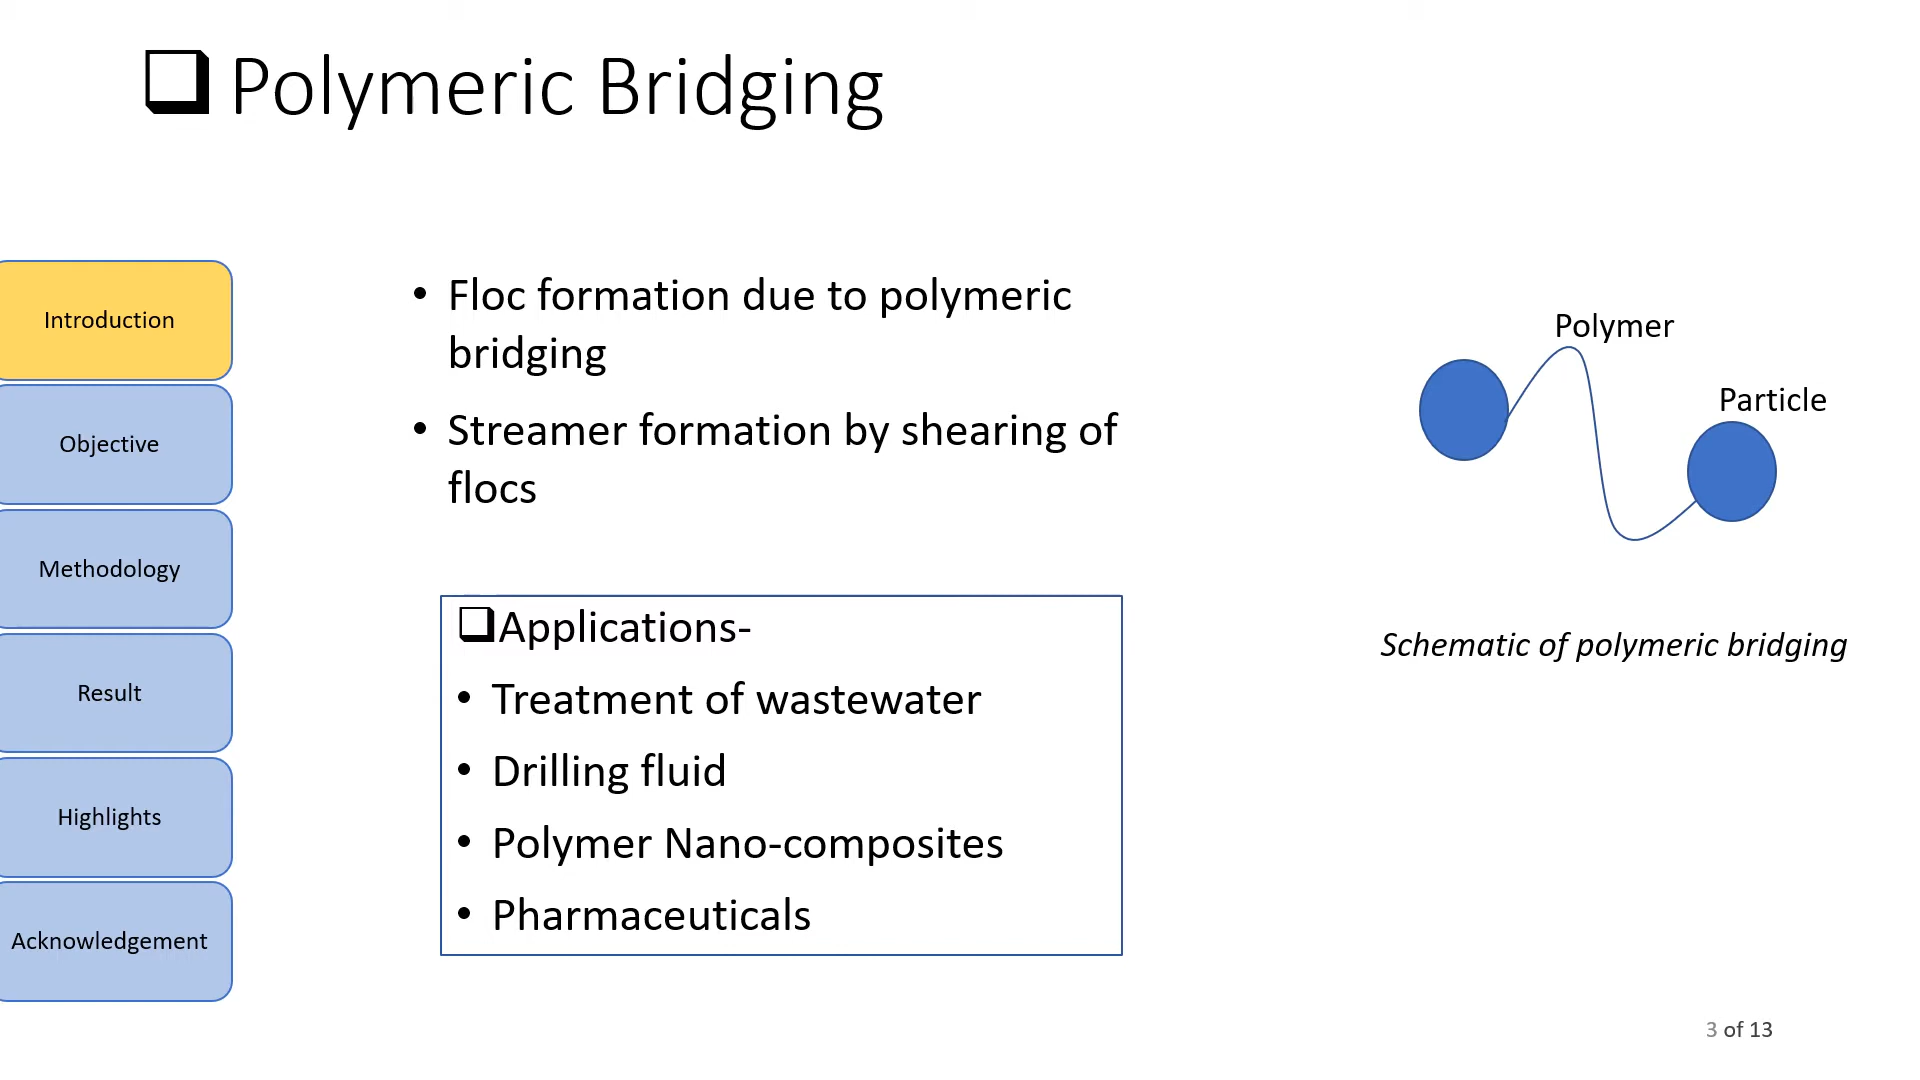 ❑ Polymeric Bridging
Introduction
Objective
Methodology
Result
Highlights
Acknowledgement
• Floc formation due to polymeric
bridging
• Streamer formation by shearing of
flocs
❑Applications-
• Treatment of wastewater
• Drilling fluid
• Polymer Nano-composites
• Pharmaceuticals
Polymer
Particle
Schematic of polymeric bridging
3 of 13